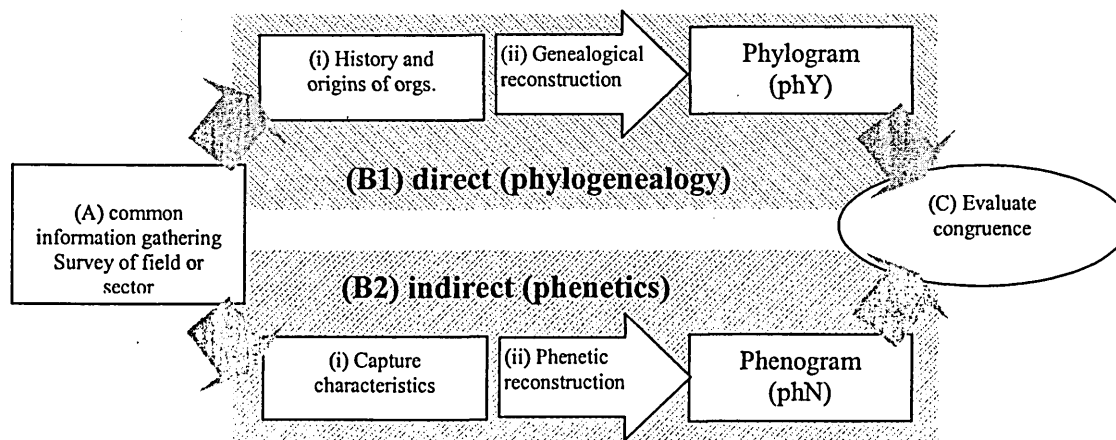 (i) History and
origins of orgs.
(ii) Genealogical
reconstruction
Phylogram
(phY)
(B1) direct (phylogenealogy)
(A) common
information gathering
Survey of field or
sector
(C) Evaluate
congruence
(B2) indirect (phenetics)
(i) Capture
characteristics
(ii) Phenetic
reconstruction
Phenogram
(phN)